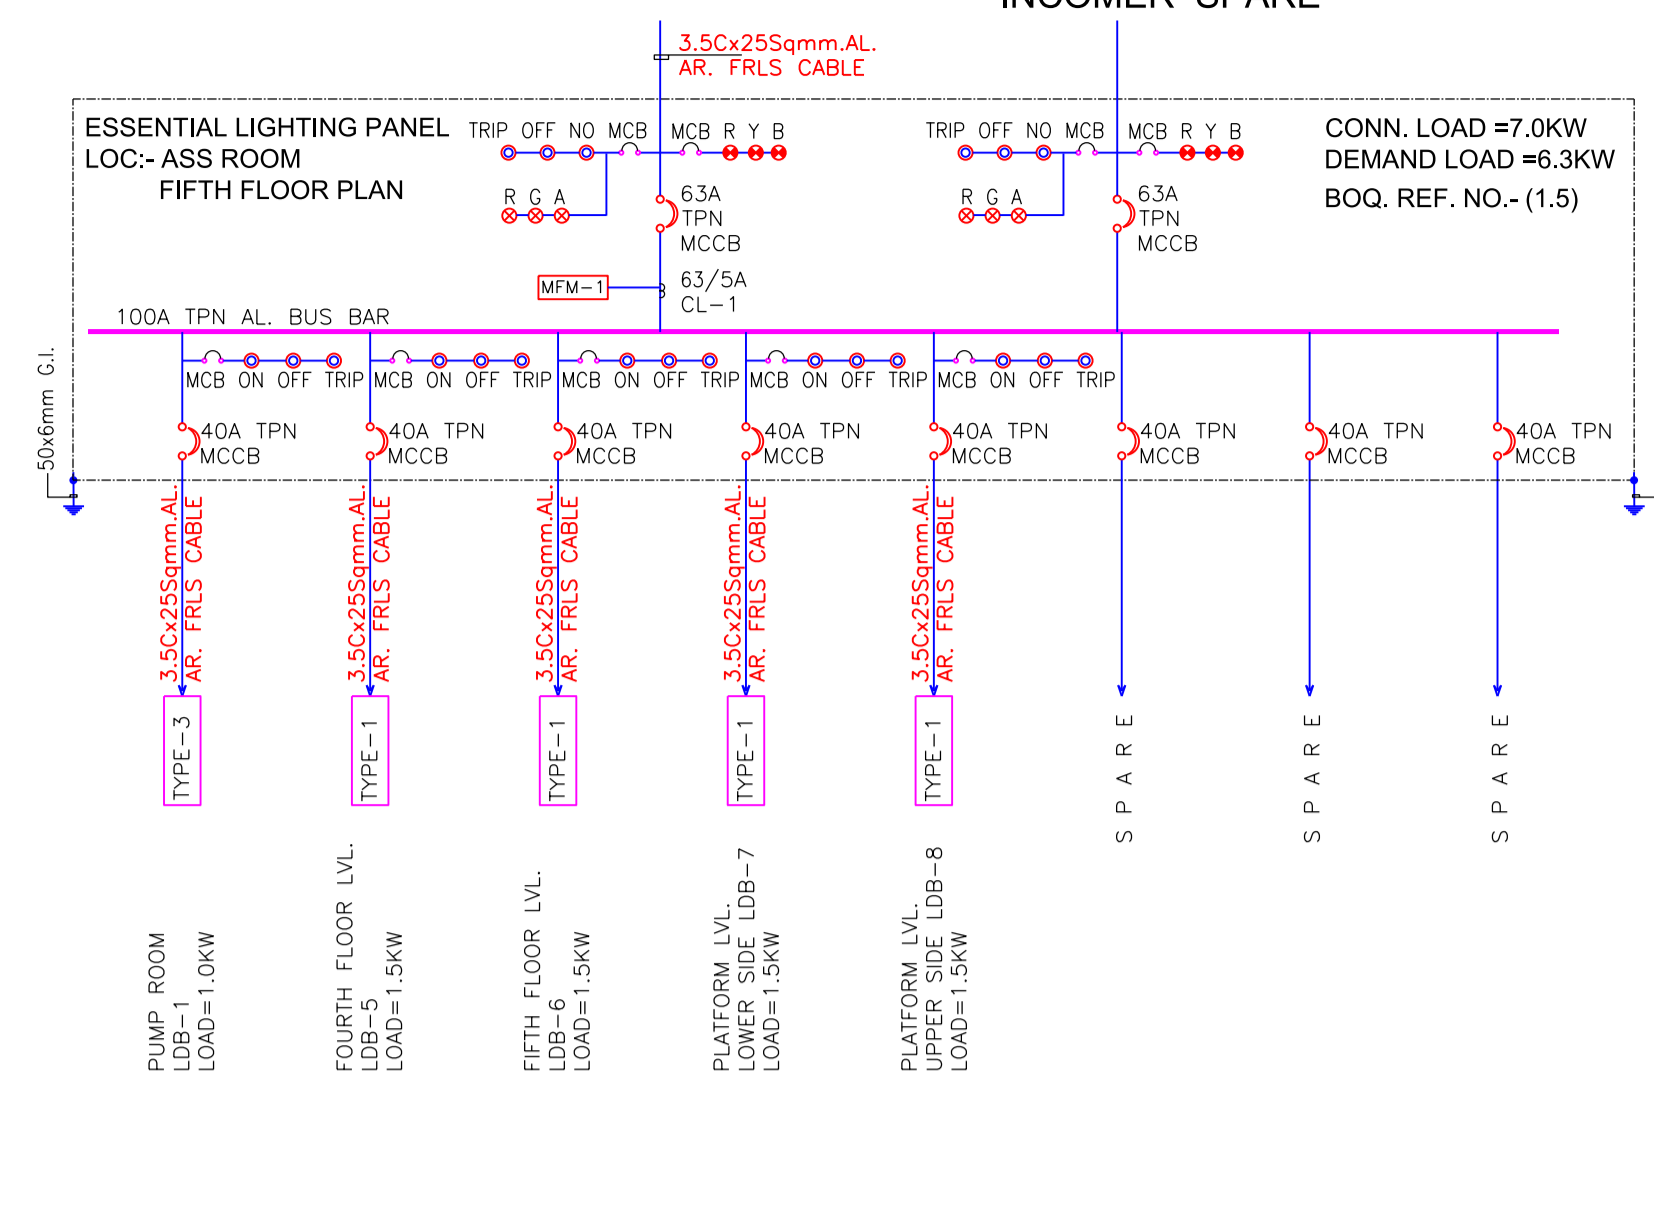 INCOMER SPARE
3.5Cx25Sqmm.AL.
AR. FRLS CABLE
ESSENTIAL LIGHTING PANEL
LOC:- ASS ROOM
FIFTH FLOOR PLAN
TRIP OFF NO MCB MCB R Y B
R G A
63A
TPN
MCCB
MFM-1
63/5A
CL-1
TRIP OFF NO MCB MCB R Y B
R G A
63A
TPN
MCCB
CONN. LOAD =7.0KW
DEMAND LOAD =6.3KW
BOQ. REF. NO.- (1.5)
100A TPN AL. BUS BAR
50x6mm G.I.
MCB ON OFF TRIP
MCB ON OFF TRIP
MCB ON OFF TRIP
MCB ON OFF TRIP
MCB ON OFF TRIP
40A TPN
MCCB
40A TPN
MCCB
40A TPN
MCCB
40A TPN
MCCB
40A TPN
MCCB
40A TPN
MCCB
40A TPN
MCCB
40A TPN
MCCB
3.5Cx25Sqmm.AL.
AR. FRLS CABLE
3.5Cx25Sqmm.AL.
AR. FRLS CABLE
3.5Cx25Sqmm.AL.
AR. FRLS CABLE
3.5Cx25Sqmm.AL.
AR. FRLS CABLE
3.5Cx25Sqmm.AL.
AR. FRLS CABLE
TYPE-3
TYPE-1
TYPE-1
TYPE-1
TYPE-1
S P A R E
S P A R E
S P A R E
PUMP ROOM
LDB-1
LOAD=1.0KW
FOURTH FLOOR LVL.
LDB-5
LOAD=1.5KW
FIFTH FLOOR LVL.
LDB-6
LOAD=1.5KW
PLATFORM LVL.
LOWER SIDE LDB-7
LOAD=1.5KW
PLATFORM LVL.
UPPER SIDE LDB-8
LOAD=1.5KW